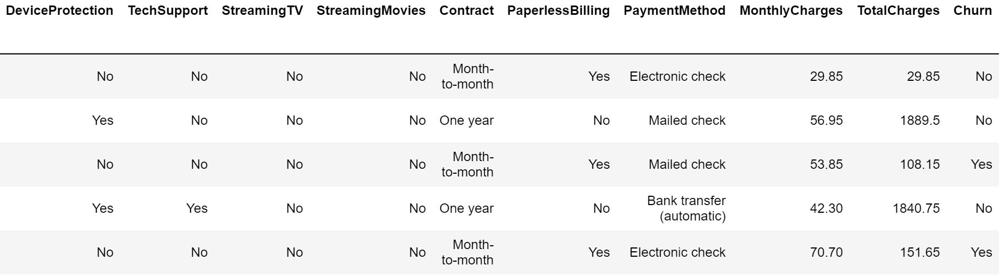 DeviceProtection TechSupport StreamingTV StreamingMovies Contract PaperlessBilling PaymentMethod MonthlyCharges TotalCharges Churn
No No No No Month-to-month Yes Electronic check 29.85 29.85 No
Yes No No No One year No Mailed check 56.95 1889.5 No
No No No No Month-to-month Yes Mailed check 53.85 108.15 Yes
Yes Yes No No One year No Bank transfer (automatic) 42.30 1840.75 No
No No No No Month-to-month Yes Electronic check 70.70 151.65 Yes